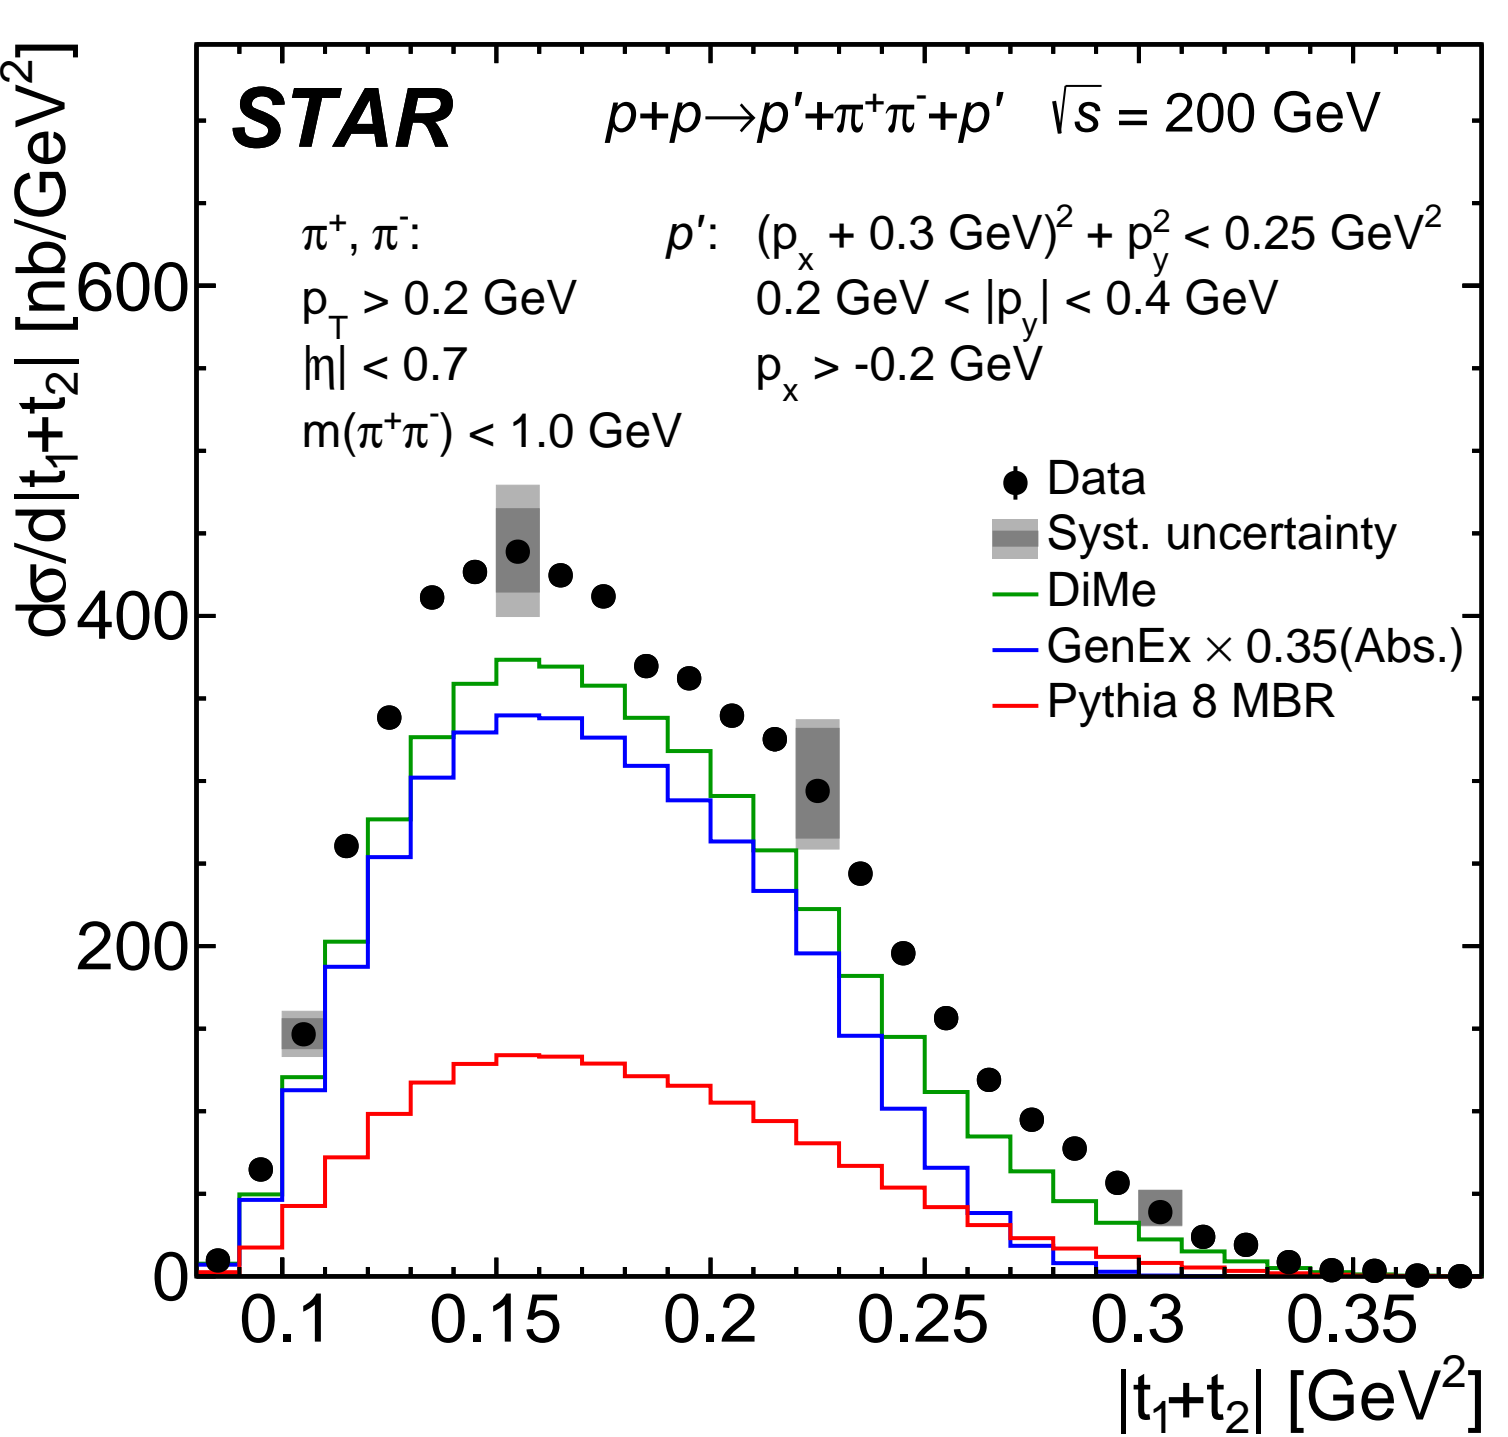 STAR p+p→p′+π⁺π⁻+p′ √s = 200 GeV
π⁺, π⁻: p′: (pₓ + 0.3 GeV)² + p_y² < 0.25 GeV²
p_T > 0.2 GeV 0.2 GeV < |p_y| < 0.4 GeV
|η| < 0.7 pₓ > -0.2 GeV
m(π⁺π⁻) < 1.0 GeV
Data
Syst. uncertainty
DiMe
GenEx × 0.35(Abs.)
Pythia 8 MBR
dσ/d|t₁+t₂| [nb/GeV²]
600
400
200
0
0.1 0.15 0.2 0.25 0.3 0.35
|t₁+t₂| [GeV²]